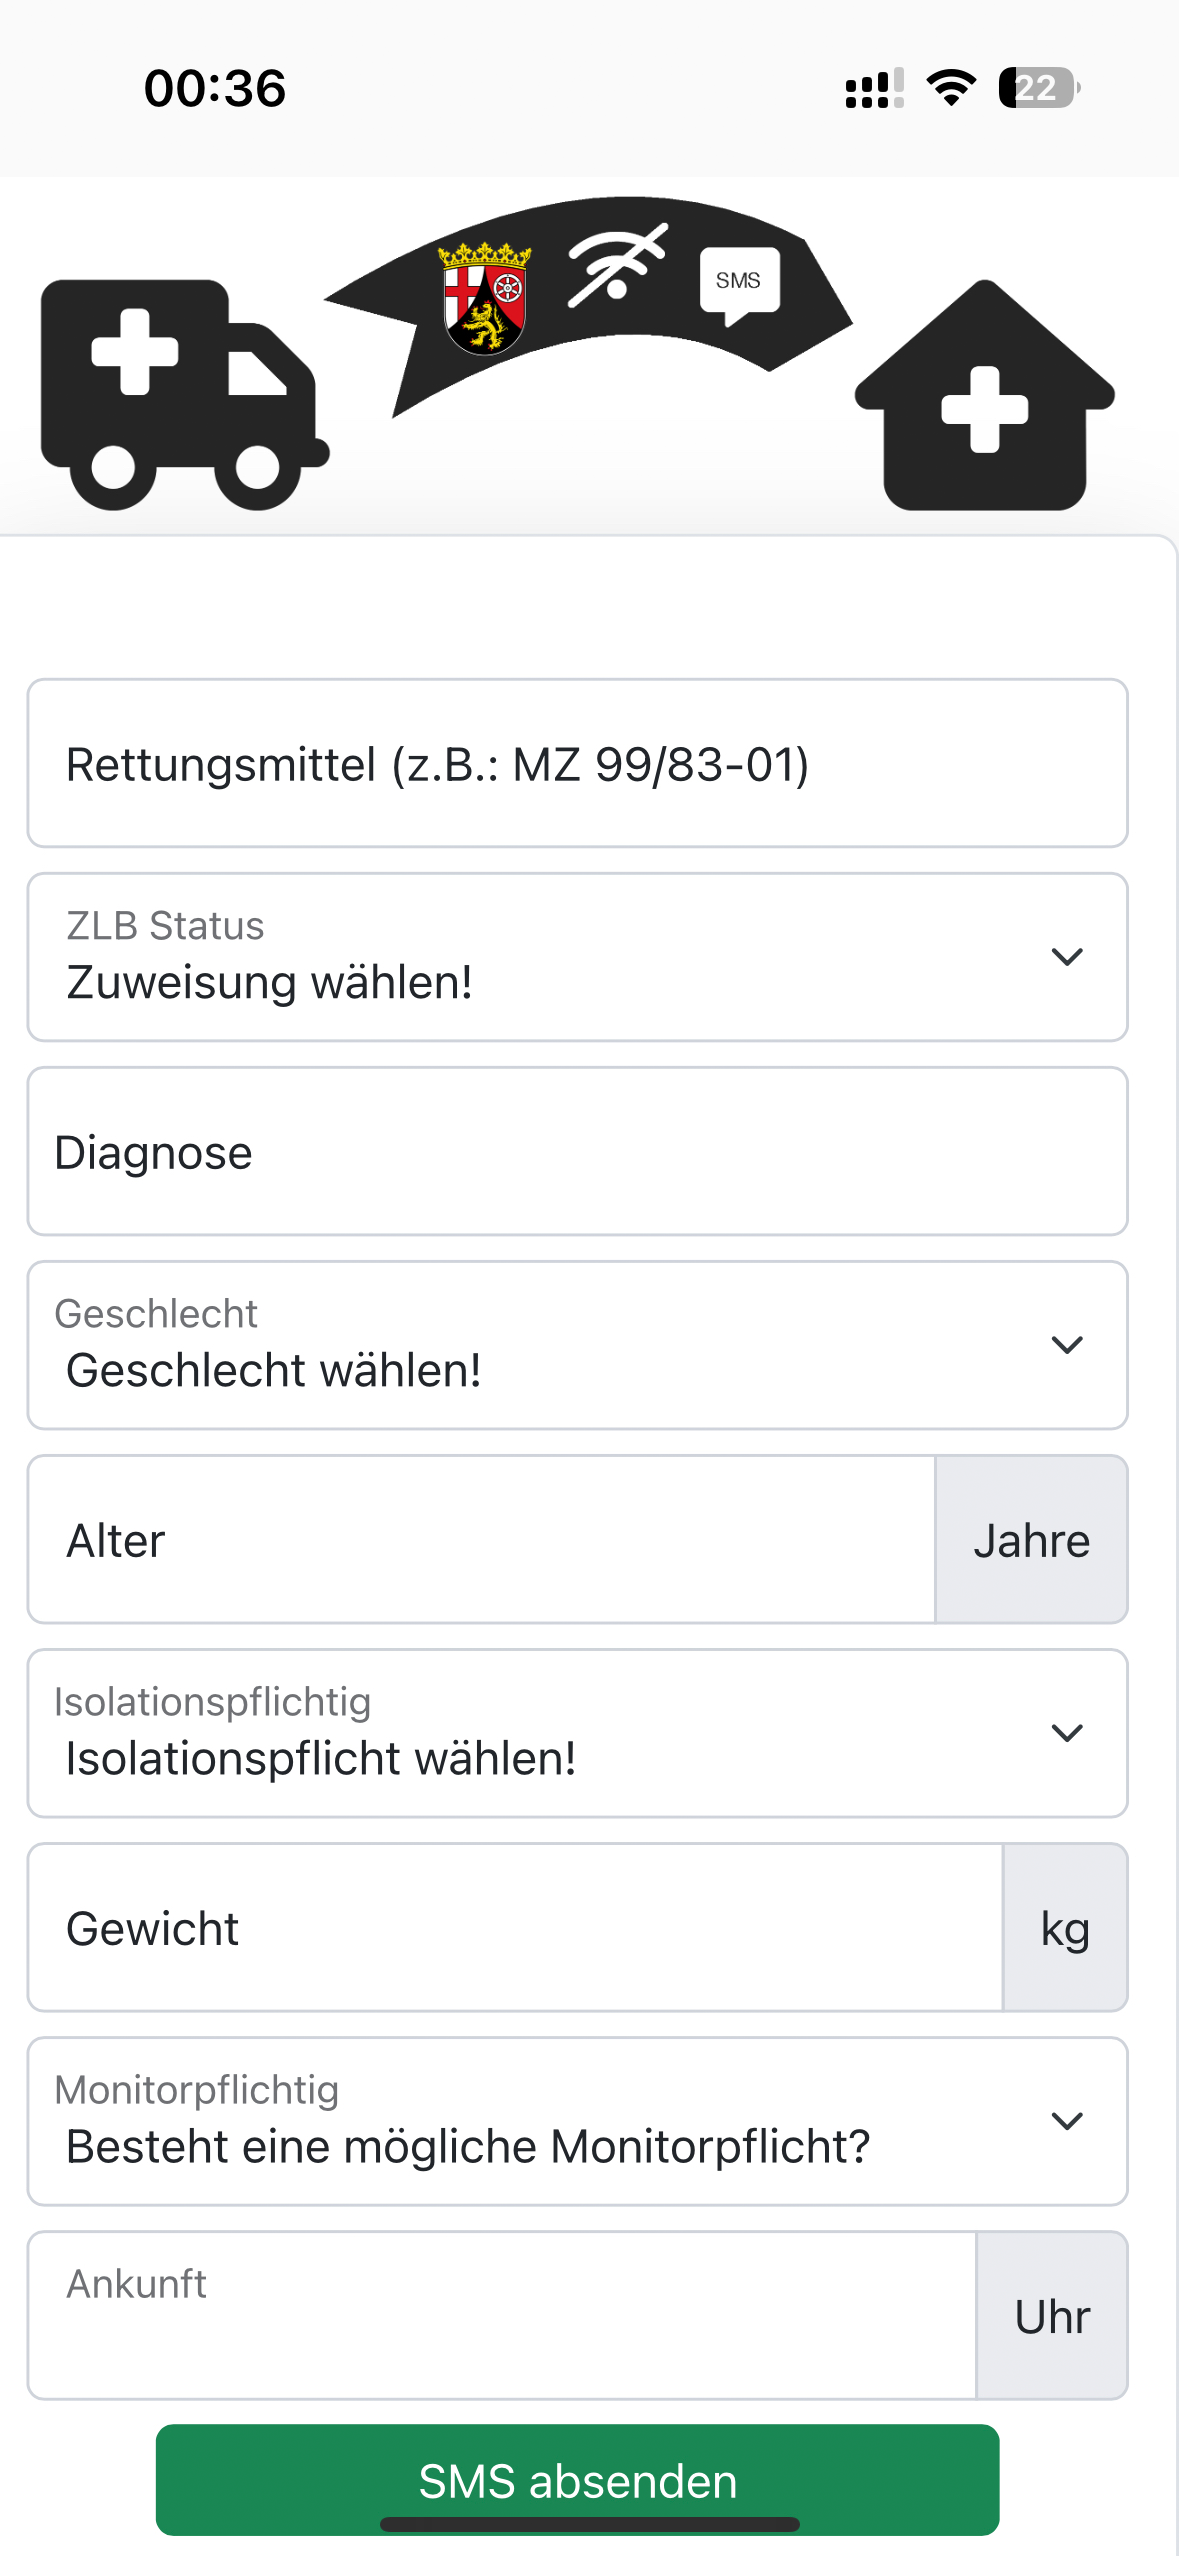 00:36
22
SMS
Rettungsmittel (z.B.: MZ 99/83-01)
ZLB Status
Zuweisung wählen!
Diagnose
Geschlecht
Geschlecht wählen!
Alter
Jahre
Isolationspflichtig
Isolationspflicht wählen!
Gewicht
kg
Monitorpflichtig
Besteht eine mögliche Monitorpflicht?
Ankunft
Uhr
SMS absenden